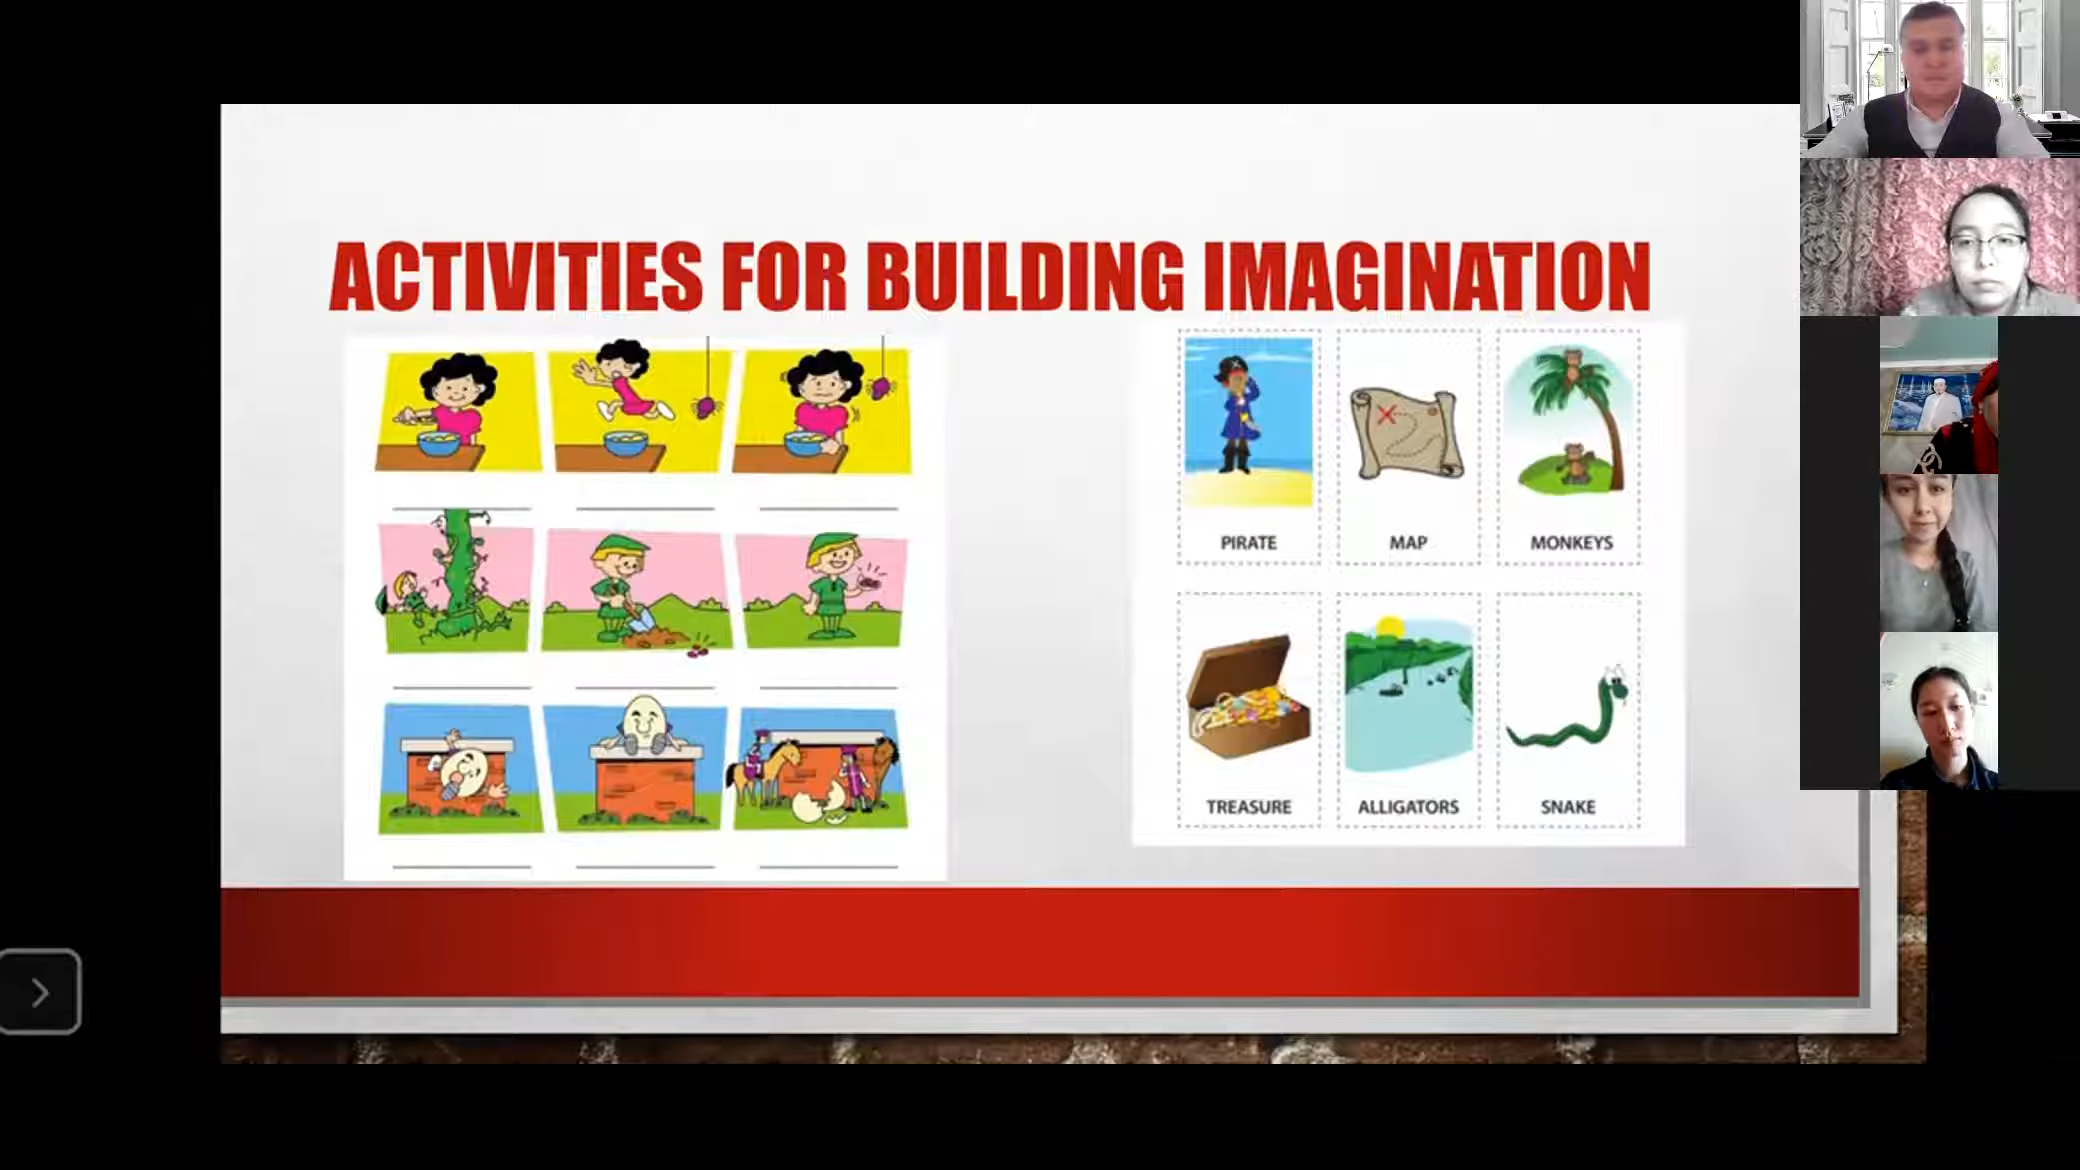 ACTIVITIES FOR BUILDING IMAGINATION
PIRATE
MAP
MONKEYS
TREASURE
ALLIGATORS
SNAKE